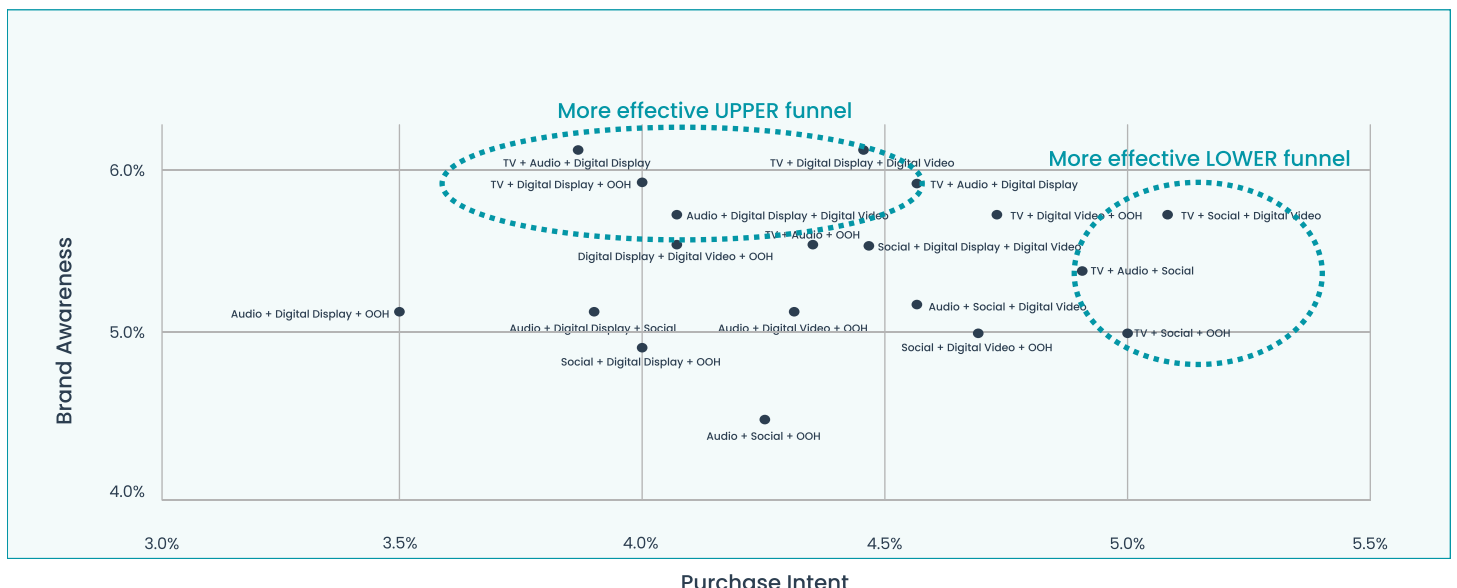 More effective UPPER funnel
More effective LOWER funnel
TV + Audio + Digital Display
TV + Digital Display + Digital Video
6.0%
TV + Digital Display + OOH
TV + Audio + Digital Display
Audio + Digital Display + Digital Video
TV + Digital Video + OOH
TV + Social + Digital Video
TV + Audio + OOH
Social + Digital Display + Digital Video
Digital Display + Digital Video + OOH
TV + Audio + Social
Audio + Digital Display + OOH
Audio + Social + Digital Video
Audio + Digital Display + Social
Audio + Digital Video + OOH
5.0%
TV + Social + OOH
Social + Digital Video + OOH
Social + Digital Display + OOH
Brand Awareness
Audio + Social + OOH
4.0%
3.0%
3.5%
4.0%
4.5%
5.0%
5.5%
Purchase Intent